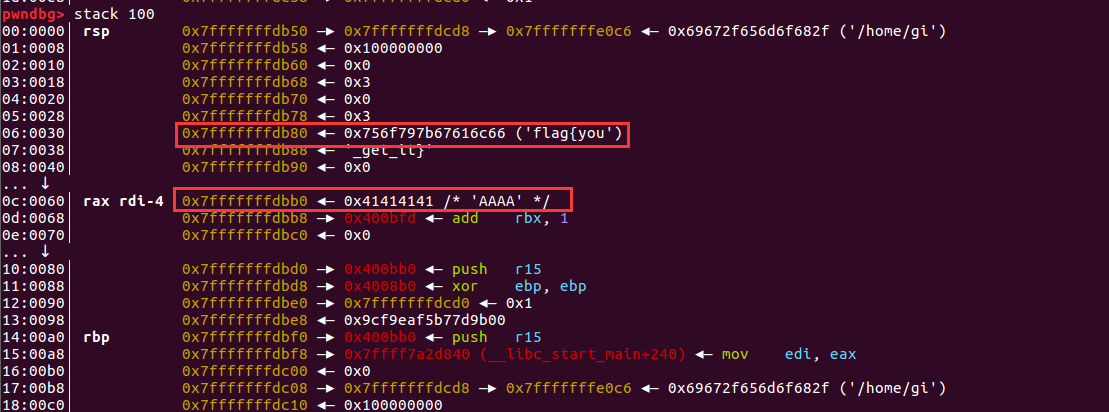 pwndbg> stack 100
00:0000│ rsp 0x7fffffffdb50 —▸ 0x7fffffffdcd8 —▸ 0x7fffffffe0c6 ◂— 0x69672f656d6f682f ('/home/gi')
01:0008│ 0x7fffffffdb58 ◂— 0x100000000
02:0010│ 0x7fffffffdb60 ◂— 0x0
03:0018│ 0x7fffffffdb68 ◂— 0x3
04:0020│ 0x7fffffffdb70 ◂— 0x0
05:0028│ 0x7fffffffdb78 ◂— 0x3
06:0030│ 0x7fffffffdb80 ◂— 0x756f797b67616c66 ('flag{you')
07:0038│ 0x7fffffffdb88 ◂— '_get_it}'
08:0040│ 0x7fffffffdb90 ◂— 0x0
... ↓
0c:0060│ rax rdi-4 0x7fffffffdbb0 ◂— 0x41414141 /* 'AAAA' */
0d:0068│ 0x7fffffffdbb8 —▸ 0x400bfd ◂— add rbx, 1
0e:0070│ 0x7fffffffdbc0 ◂— 0x0
... ↓
10:0080│ 0x7fffffffdbd0 —▸ 0x400bb0 ◂— push r15
11:0088│ 0x7fffffffdbd8 —▸ 0x4008b0 ◂— xor ebp, ebp
12:0090│ 0x7fffffffdbe0 —▸ 0x7fffffffdcd0 ◂— 0x1
13:0098│ 0x7fffffffdbe8 ◂— 0x9cf9eaf5b77d9b00
14:00a0│ rbp 0x7fffffffdbf0 —▸ 0x400bb0 ◂— push r15
15:00a8│ 0x7fffffffdbf8 —▸ 0x7ffff7a2d840 (__libc_start_main+240) ◂— mov edi, eax
16:00b0│ 0x7fffffffdc00 ◂— 0x0
17:00b8│ 0x7fffffffdc08 —▸ 0x7fffffffdcd8 —▸ 0x7fffffffe0c6 ◂— 0x69672f656d6f682f ('/home/gi')
18:00c0│ 0x7fffffffdc10 ◂— 0x100000000